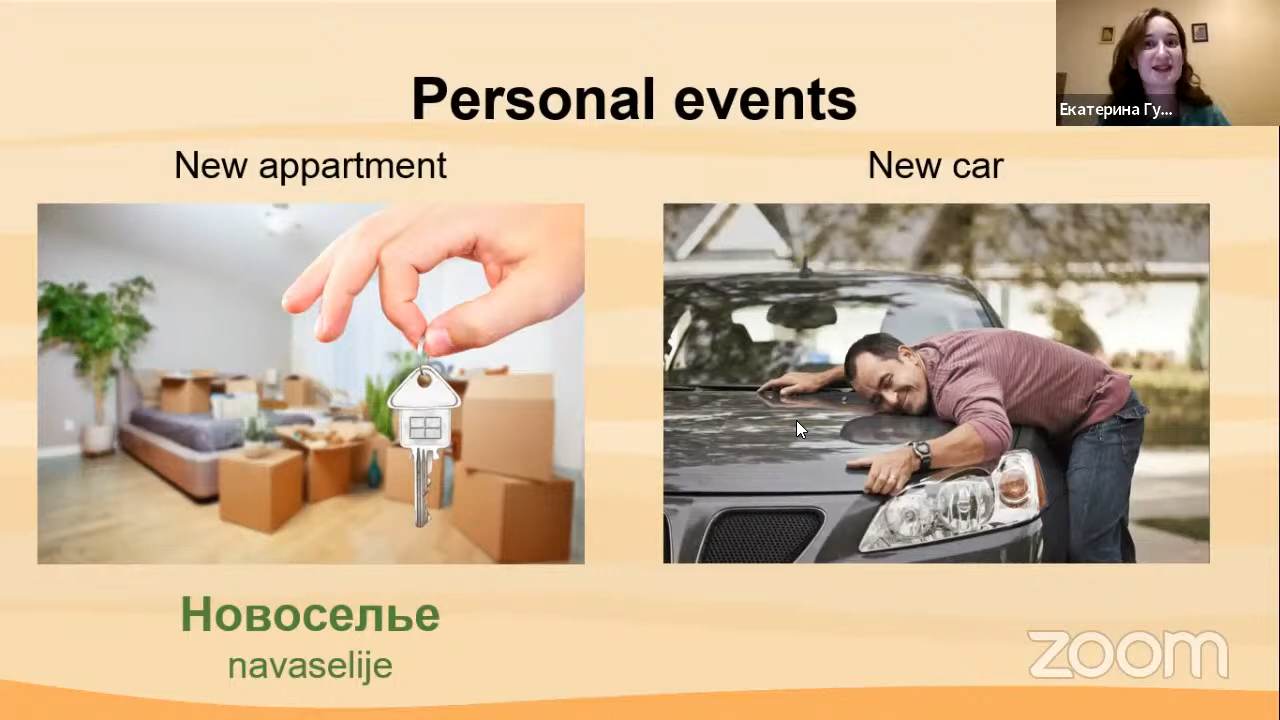 Personal events
Екатерина Гу...
New appartment
New car
Новоселье
navaselije
zoom